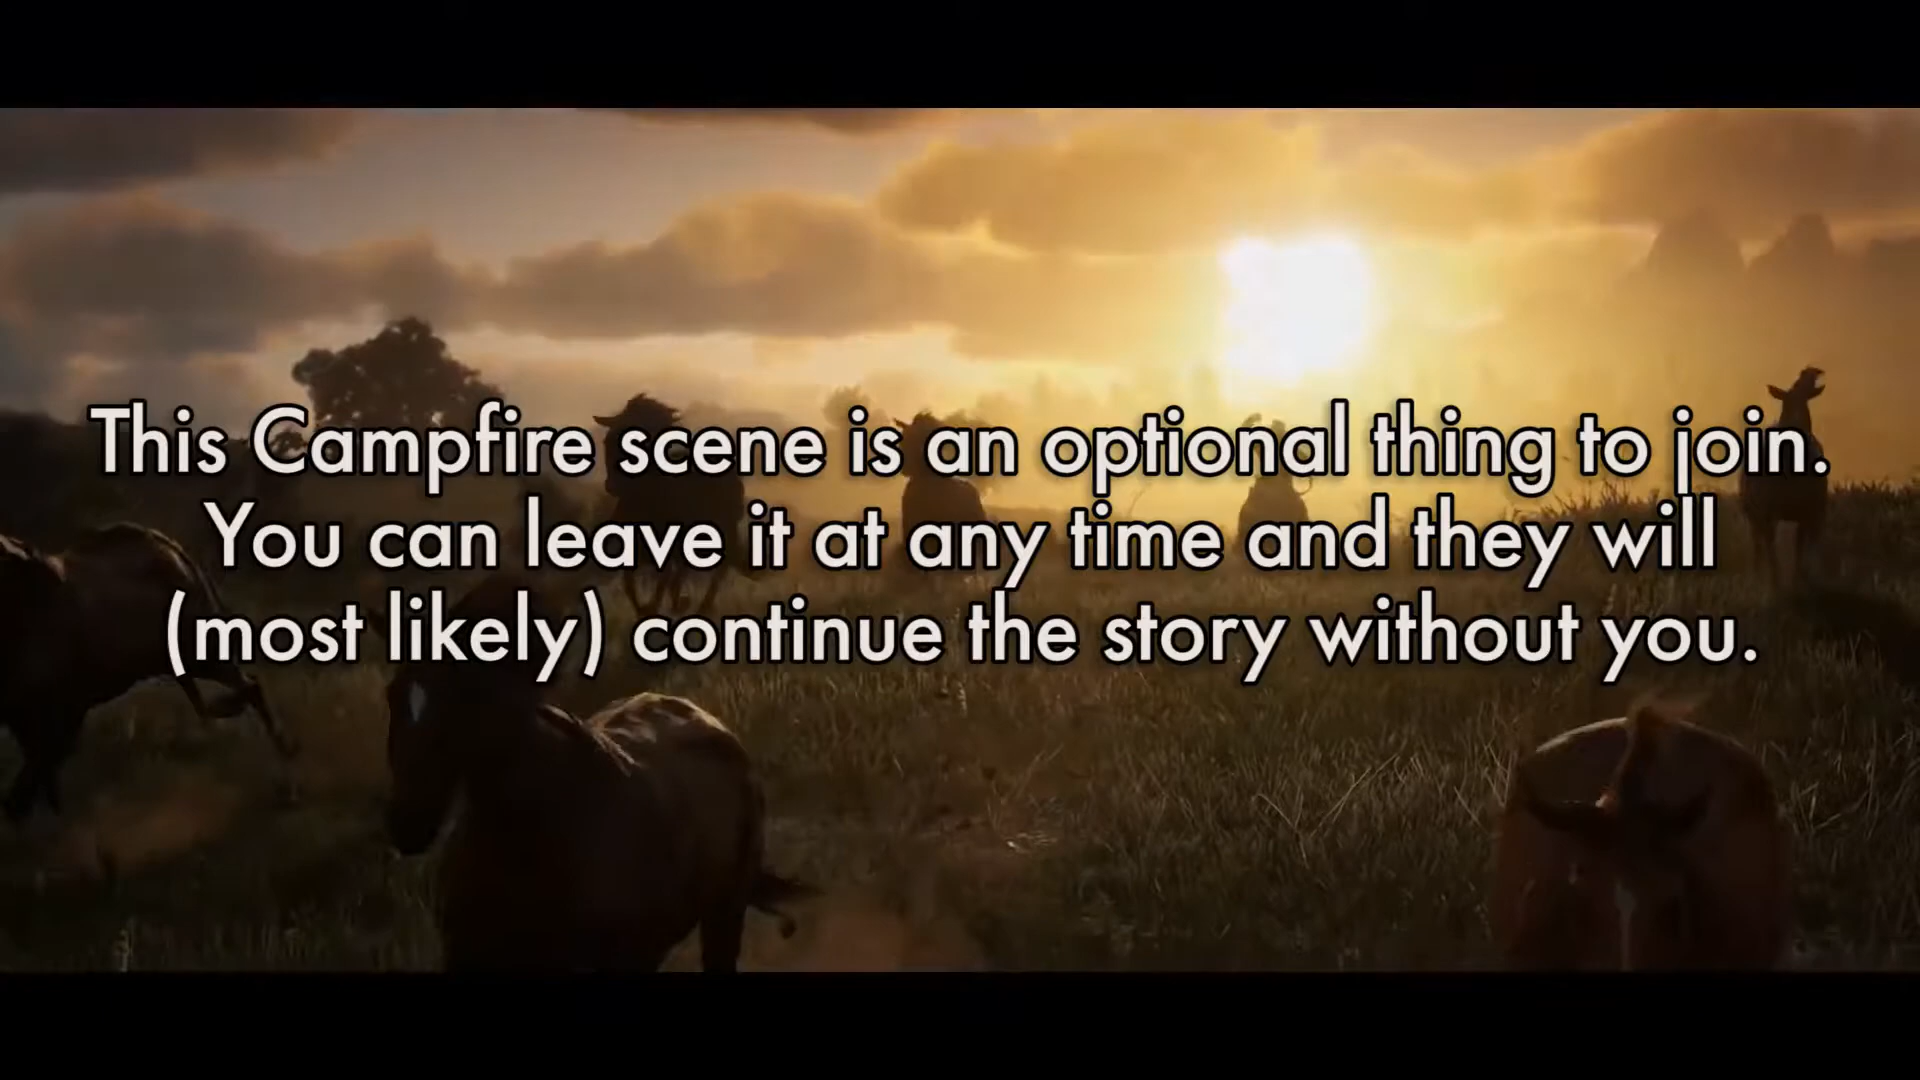 This Campfire scene is an optional thing to join.
You can leave it at any time and they will
(most likely) continue the story without you.